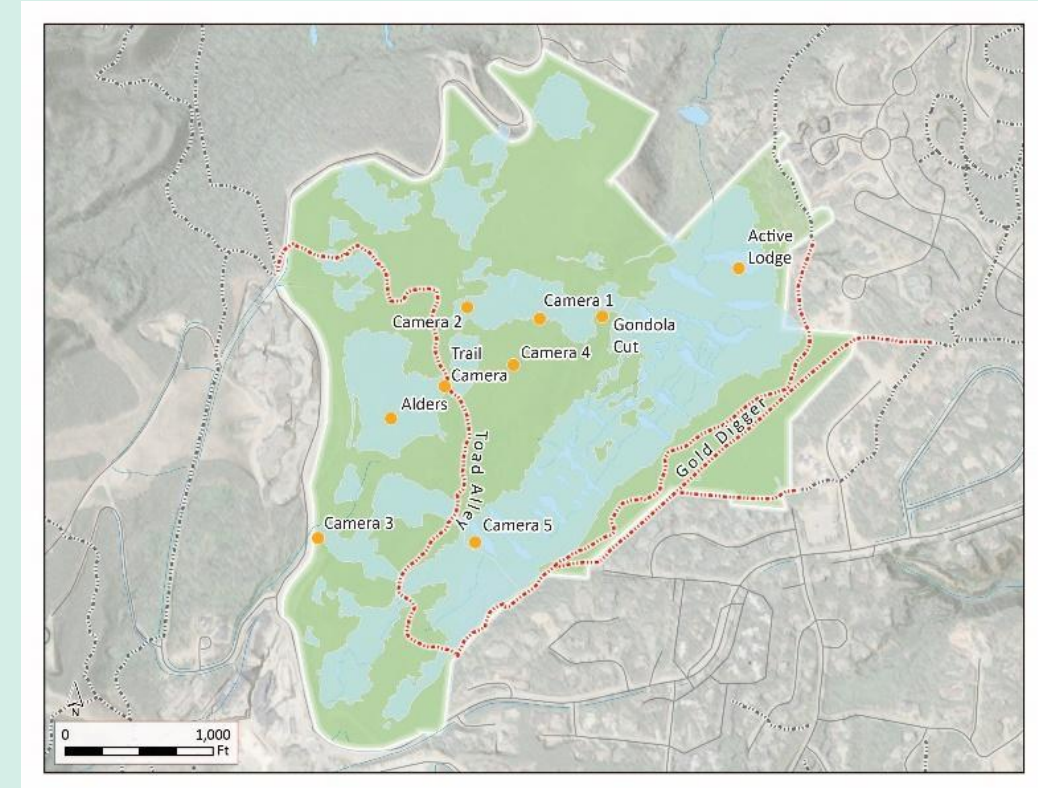 Active
Lodge
Camera 1
Camera 2
Gondola
Cut
Trail
Camera
Camera 4
Alders
Gold Digger
Toad Alley
Camera 3
Camera 5
N
0 1,000
Ft